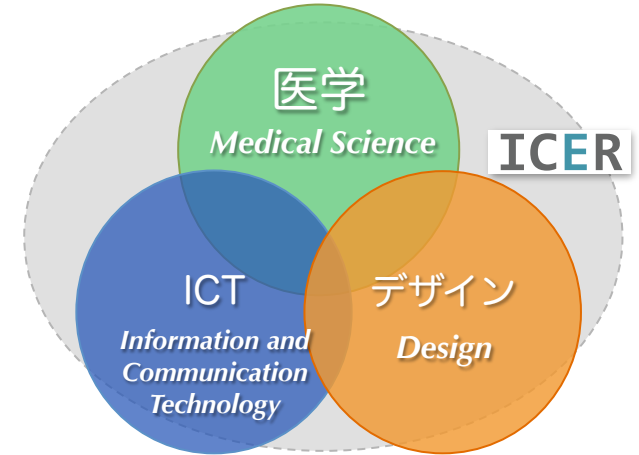 医学
Medical Science
ICER
ICT
Information and
Communication
Technology
デザイン
Design